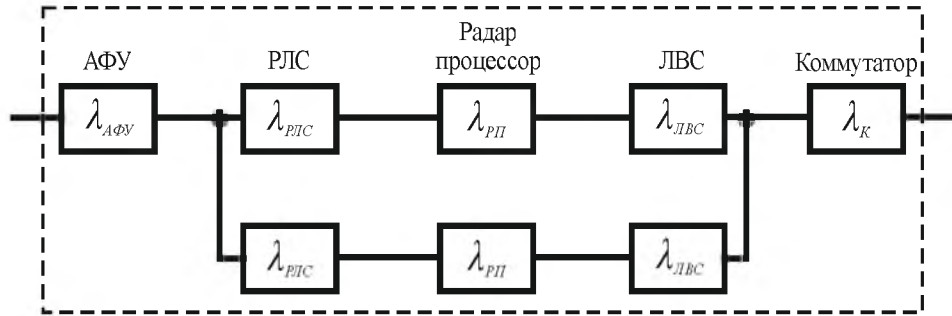 АФУ
РЛС
Радар
процессор
ЛВС
Коммутатор
λАФУ
λРЛС
λРП
λЛВС
λК
λРЛС
λРП
λЛВС